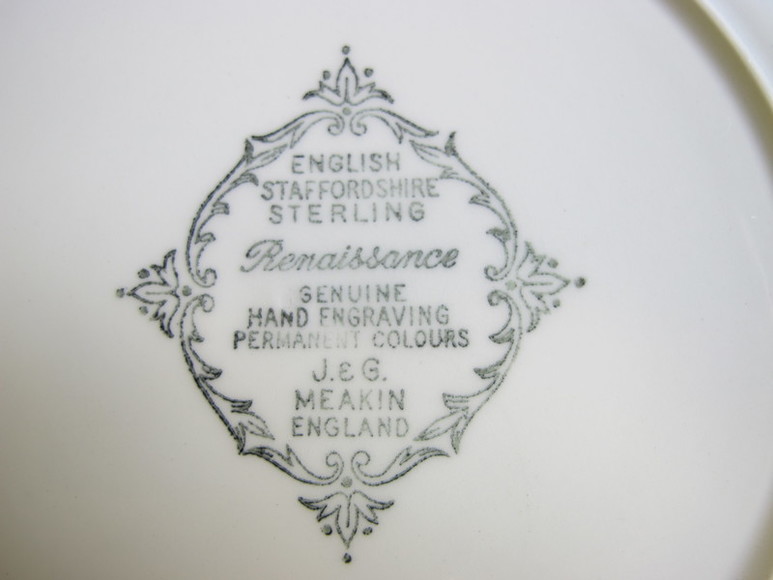 ENGLISH
STAFFORDSHIRE
STERLING
Renaissance
GENUINE
HAND ENGRAVING
PERMANENT COLOURS
J. & G.
MEAKIN
ENGLAND